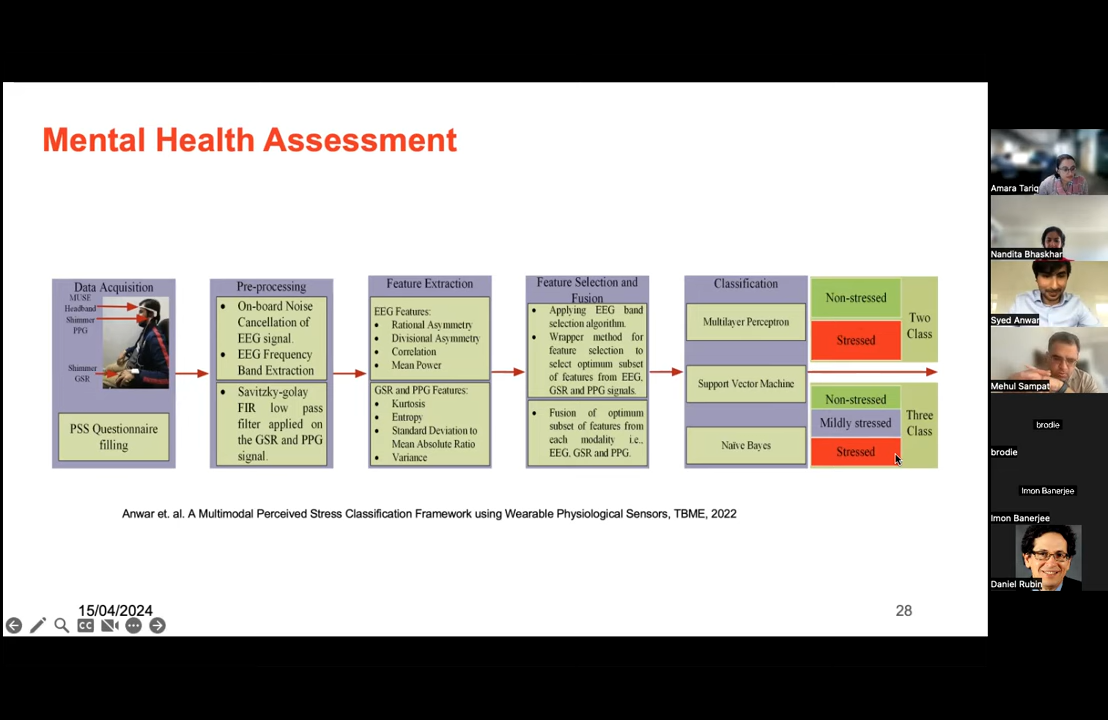 Mental Health Assessment
Data Acquisition
MUSE
Headband
Shimmer
PPG
Shimmer
GSR
PSS Questionnaire
filling
Pre-processing
• On-board Noise
Cancellation of
EEG signal.
• EEG Frequency
Band Extraction
• Savitzky-golay
FIR low pass
filter applied on
the GSR and PPG
signal.
Feature Extraction
EEG Features:
• Rational Asymmetry
• Divisional Asymmetry
• Correlation
• Mean Power
GSR and PPG Features:
• Kurtosis
• Entropy
• Standard Deviation to
Mean Absolute Ratio
• Variance
Feature Selection and
Fusion
• Applying EEG band
selection algorithm.
• Wrapper method for
feature selection to
select optimum subset
of features from EEG,
GSR and PPG signals.
• Fusion of optimum
subset of features from
each modality i.e.,
EEG, GSR and PPG.
Classification
Multilayer Perceptron
Support Vector Machine
Naïve Bayes
Non-stressed
Stressed
Two
Class
Non-stressed
Mildly stressed
Stressed
Three
Class
Anwar et. al. A Multimodal Perceived Stress Classification Framework using Wearable Physiological Sensors, TBME, 2022
15/04/2024
28
CC
Amara Tariq
Nandita Bhaskhar
Syed Anwar
Mehul Sampat
brodie
brodie
Imon Banerjee
Imon Banerjee
Daniel Rubin